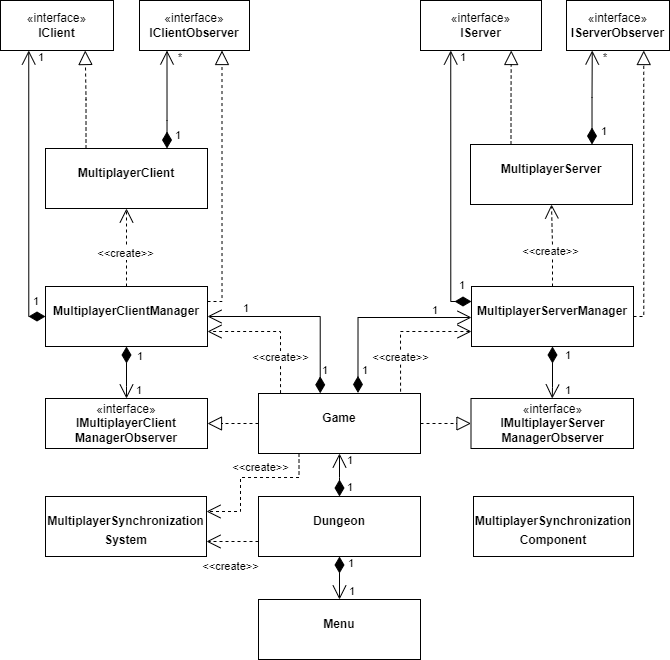 «interface»
IClient
«interface»
IClientObserver
«interface»
IServer
«interface»
IServerObserver
1
*
1
*
1
1
MultiplayerClient
MultiplayerServer
<<create>>
<<create>>
1
1
MultiplayerClientManager
1
1
MultiplayerServerManager
1
<<create>>
<<create>>
1
1
1
1
1
«interface»
IMultiplayerClient
ManagerObserver
Game
«interface»
IMultiplayerServer
ManagerObserver
1
<<create>>
1
MultiplayerSynchronization
System
Dungeon
MultiplayerSynchronization
Component
<<create>>
1
1
Menu